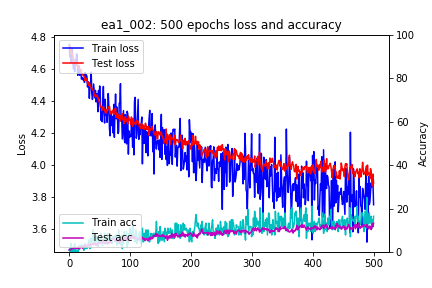 ea1_002: 500 epochs loss and accuracy
Train loss
Test loss
Train acc
Test acc
Loss
4.8
4.6
4.4
4.2
4.0
3.8
3.6
Accuracy
100
80
60
40
20
0
0 100 200 300 400 500